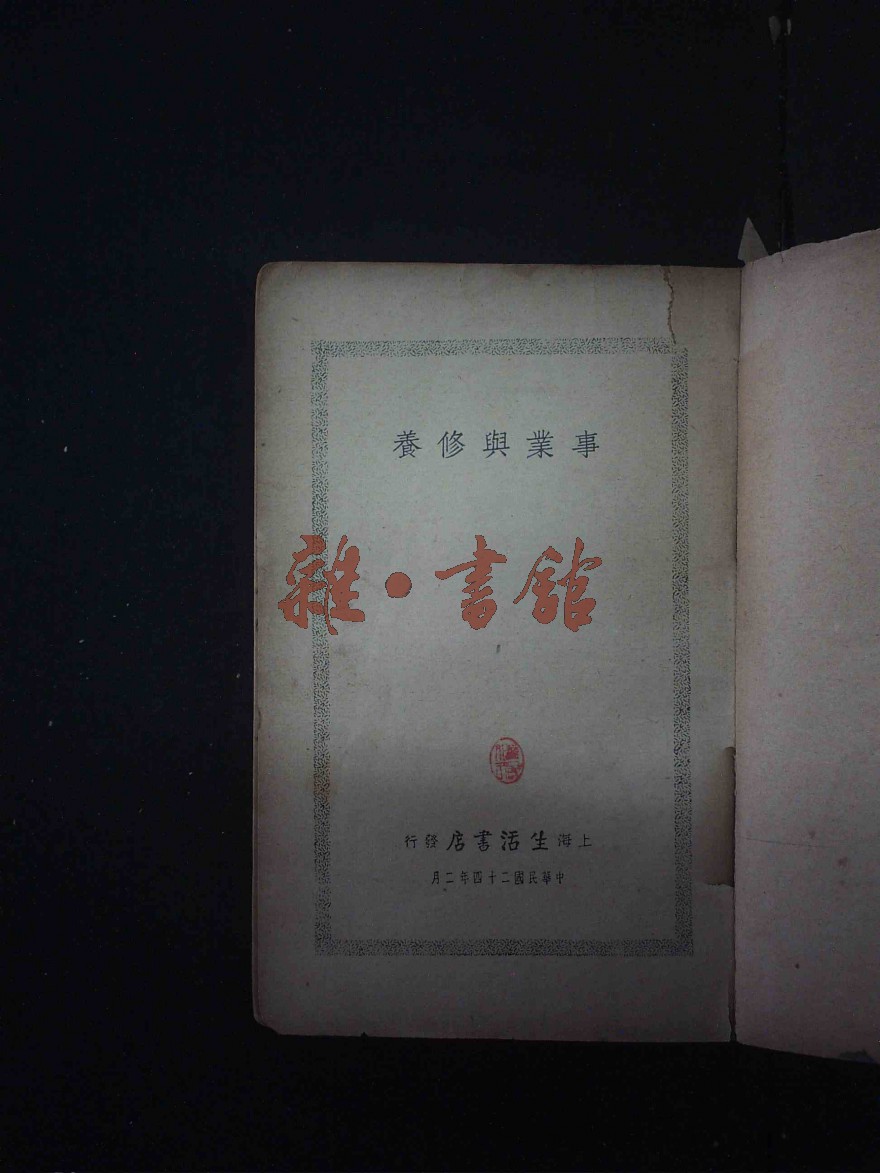 事業與修養
雜·書館
上海生活書店發行
中華民國二十四年二月